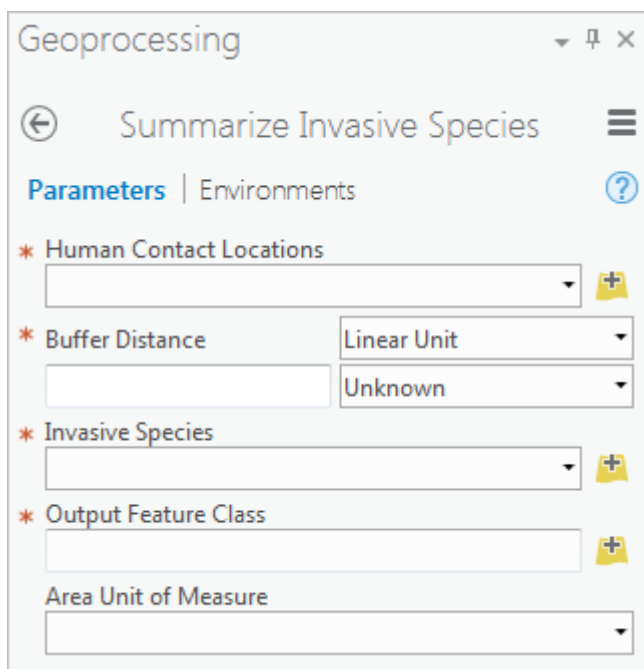 Geoprocessing
Summarize Invasive Species
Parameters | Environments
* Human Contact Locations
* Buffer Distance Linear Unit
Unknown
* Invasive Species
* Output Feature Class
Area Unit of Measure